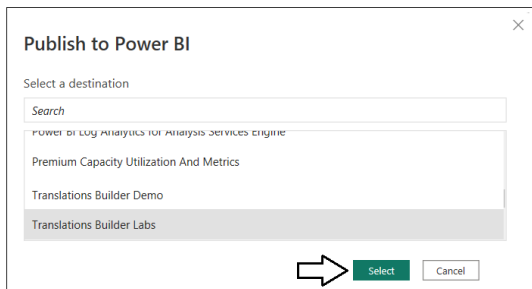 Publish to Power BI
Select a destination
Search
Power BI Log Analytics for Analysis Services Engine
Premium Capacity Utilization And Metrics
Translations Builder Demo
Translations Builder Labs
Select
Cancel